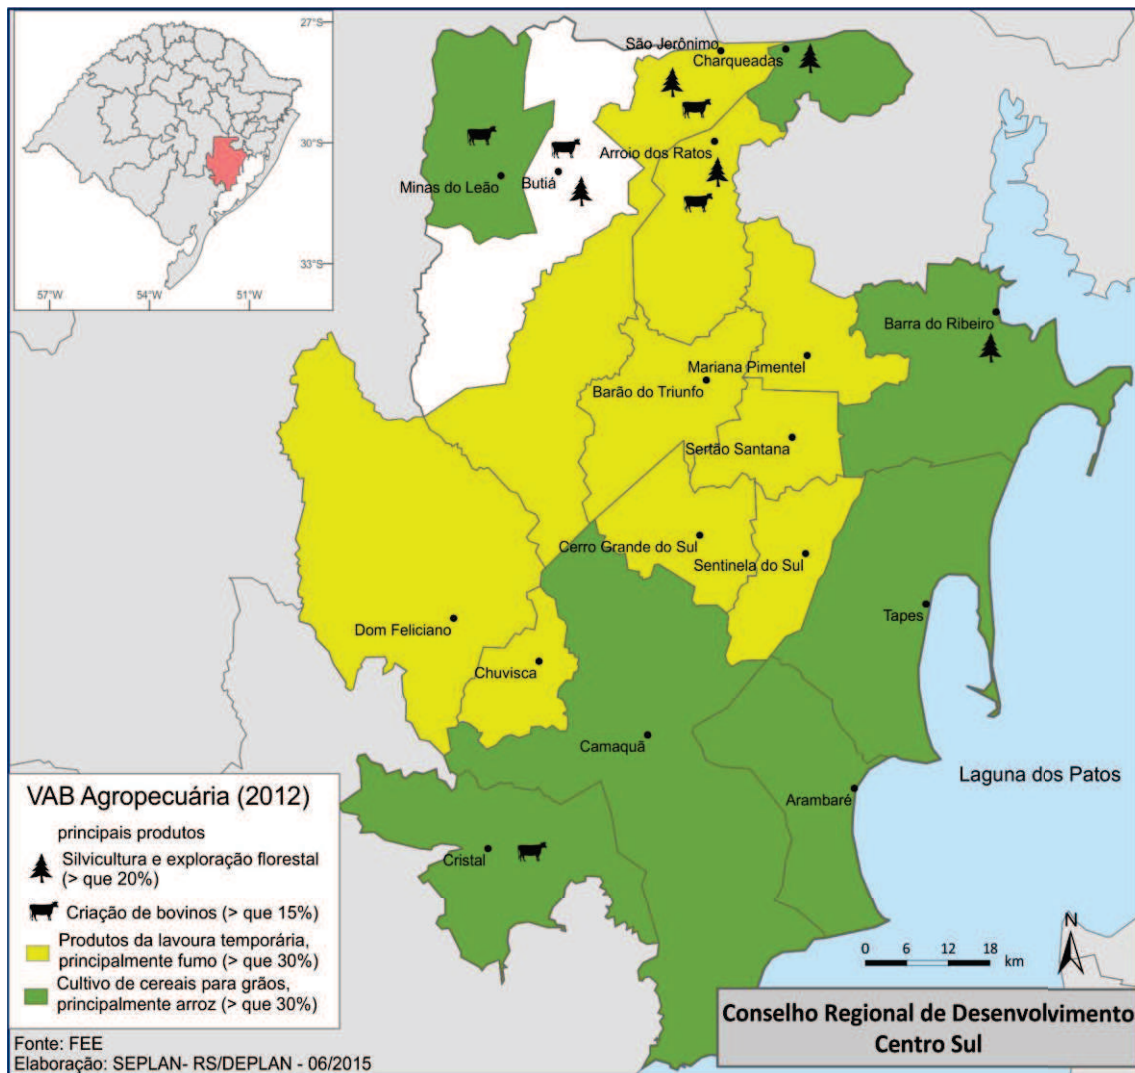 27°S
30°S
33°S
57°W
54°W
51°W
São Jerônimo
Charqueadas
Arroio dos Ratos
Minas do Leão
Butiá
Barra do Ribeiro
Mariana Pimentel
Barão do Triunfo
Sertão Santana
Cerro Grande do Sul
Sentinela do Sul
Tapes
Dom Feliciano
Chuvisca
Camaquã
Laguna dos Patos
Arambaré
Cristal
VAB Agropecuária (2012)
principais produtos
Silvicultura e exploração florestal
(> que 20%)
Criação de bovinos (> que 15%)
Produtos da lavoura temporária,
principalmente fumo (> que 30%)
Cultivo de cereais para grãos,
principalmente arroz (> que 30%)
N
0 6 12 18
km
Conselho Regional de Desenvolvimento
Centro Sul
Fonte: FEE
Elaboração: SEPLAN- RS/DEPLAN - 06/2015